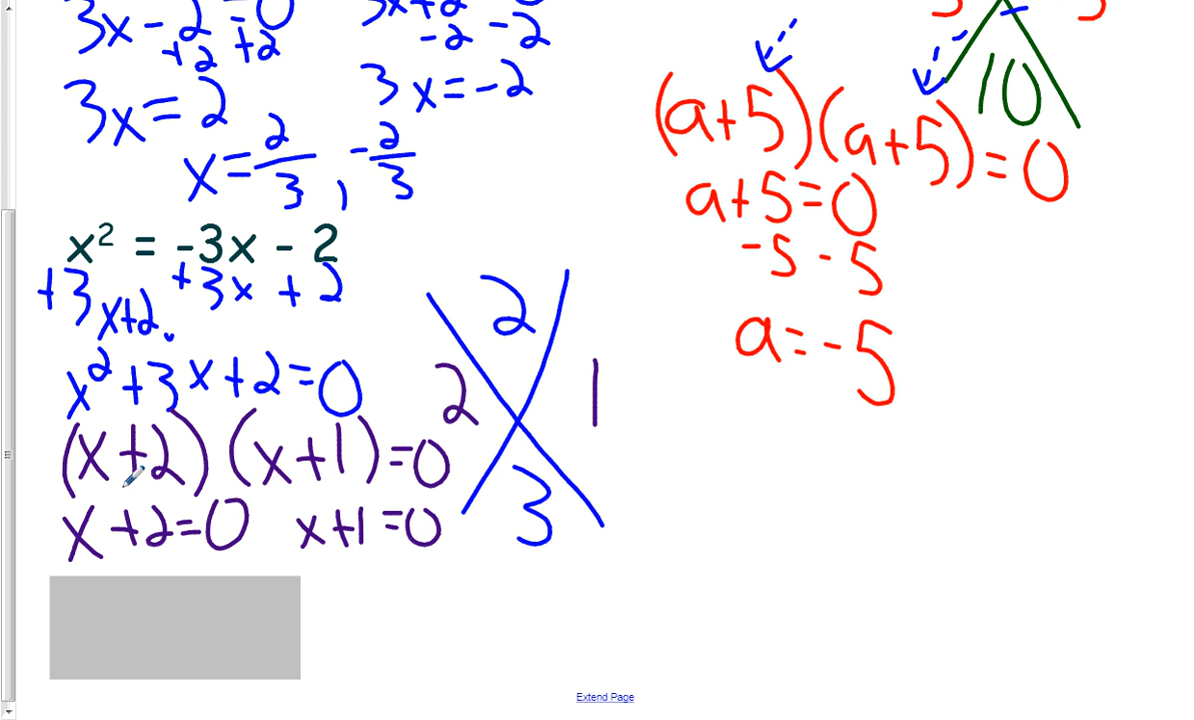 3x - 2 = 0
+2 +2
3x = 2
x = 2/3, -2/3
3x + 2
-2 -2
3x = -2
x² = -3x - 2
+3x+2. +3x + 2
x² + 3x + 2 = 0
(x + 2) (x + 1) = 0
x + 2 = 0 x + 1 = 0
2
2 1
3
10
(a + 5)(a + 5) = 0
a + 5 = 0
-5 -5
a = -5
Extend Page